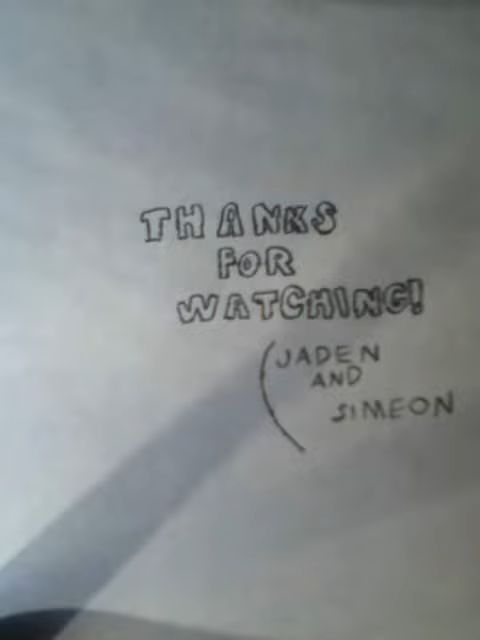 THANKS
FOR
WATCHING!
(JADEN
AND
SIMEON